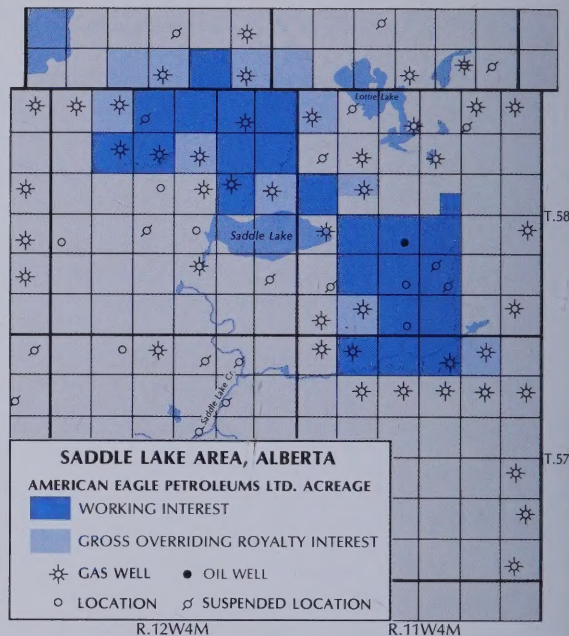 Lottie Lake
T.58
Saddle Lake
Saddle Lake Cr.
T.57
SADDLE LAKE AREA, ALBERTA
AMERICAN EAGLE PETROLEUMS LTD. ACREAGE
WORKING INTEREST
GROSS OVERRIDING ROYALTY INTEREST
GAS WELL
OIL WELL
LOCATION
SUSPENDED LOCATION
R.12W4M
R.11W4M